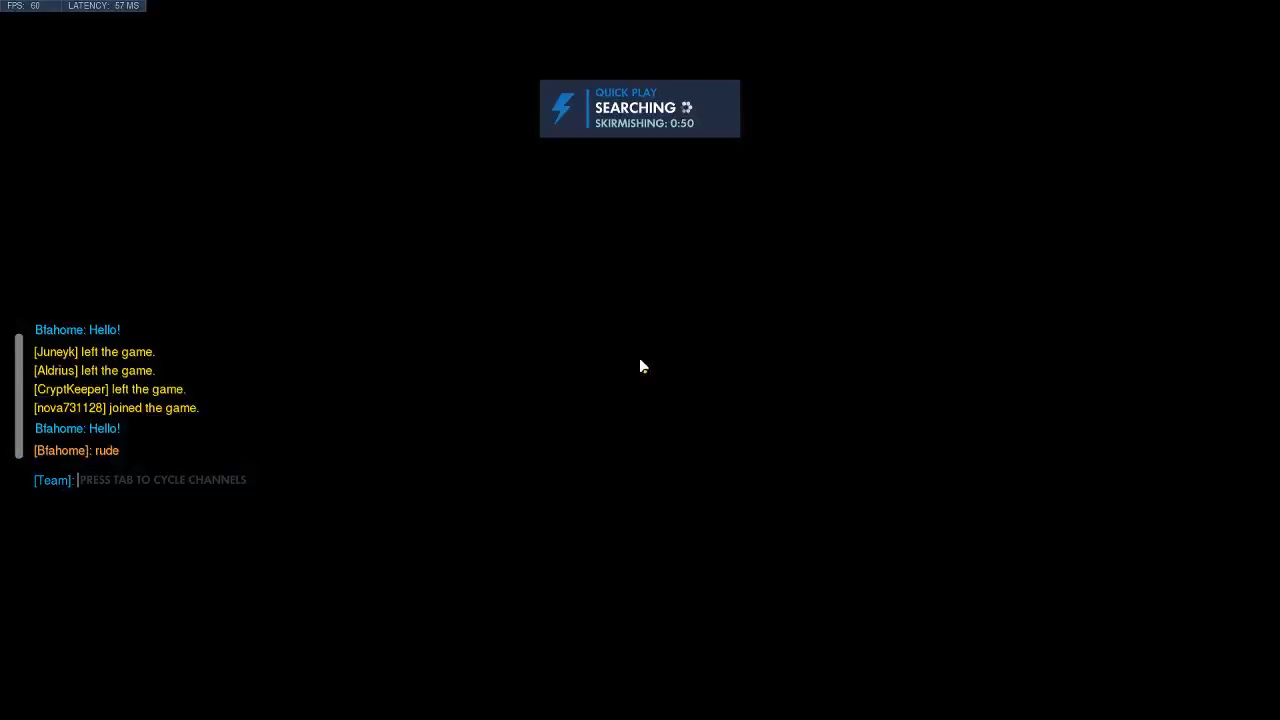 FPS: 60 LATENCY: 57 MS
QUICK PLAY
SEARCHING
SKIRMISHING: 0:50
Bfahome: Hello!
[Juneyk] left the game.
[Aldrius] left the game.
[CryptKeeper] left the game.
[nova731128] joined the game.
Bfahome: Hello!
[Bfahome]: rude
[Team]: PRESS TAB TO CYCLE CHANNELS